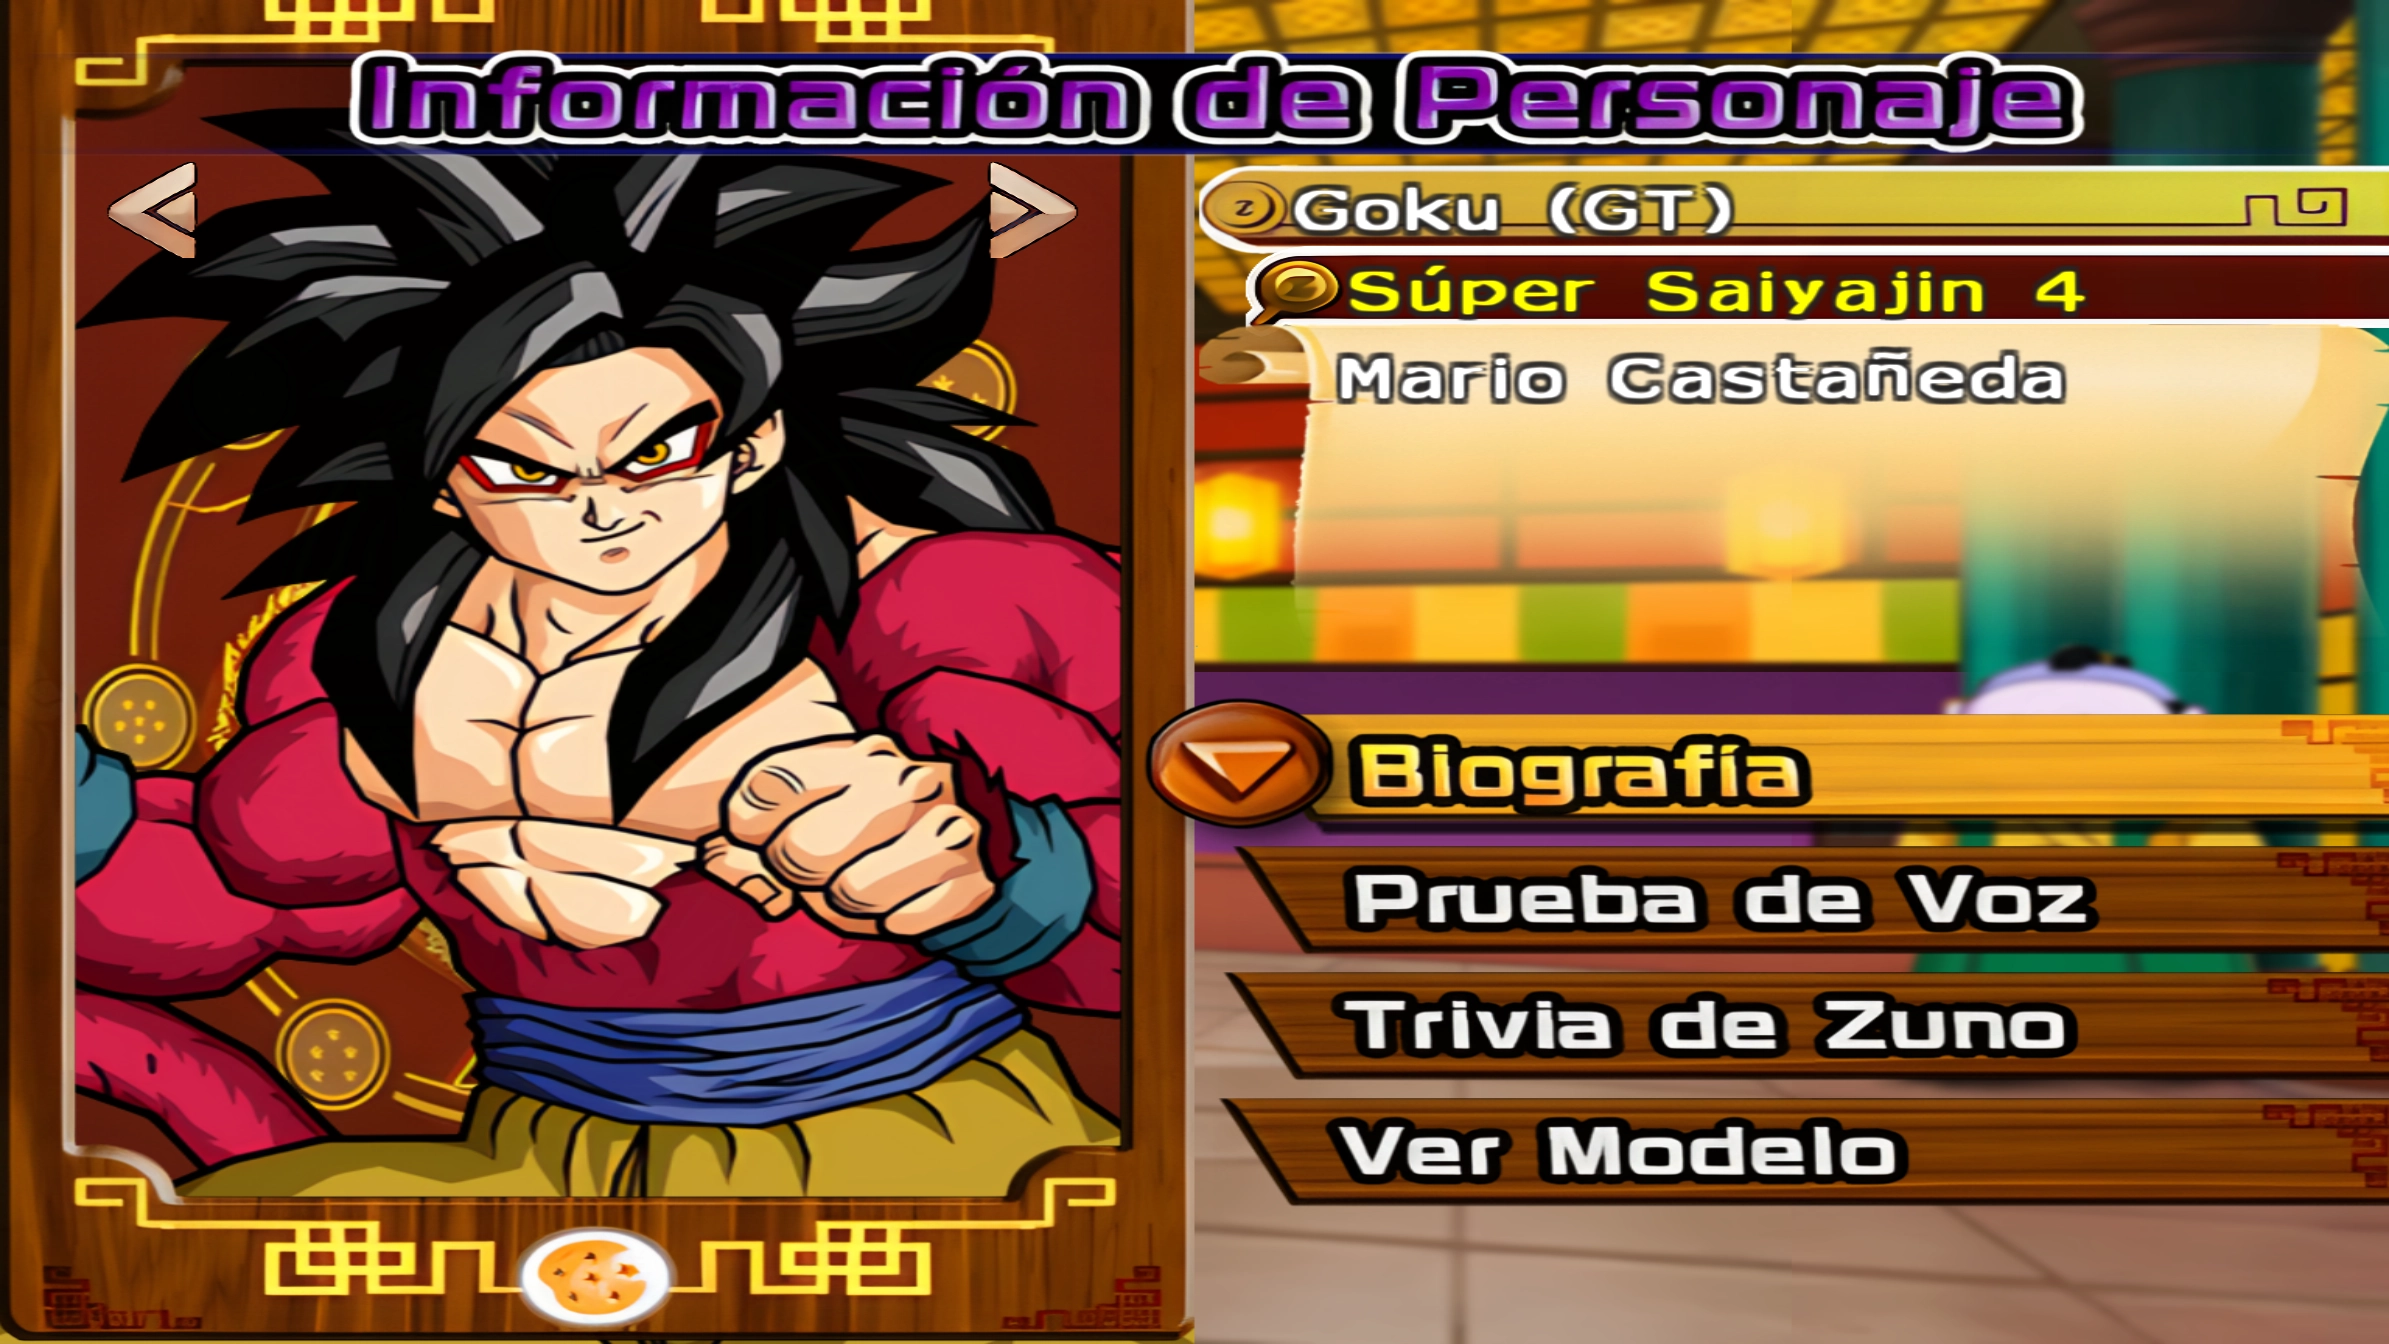 Información de Personaje
Goku (GT)
Súper Saiyajin 4
Mario Castañeda
Biografía
Prueba de Voz
Trivia de Zuno
Ver Modelo